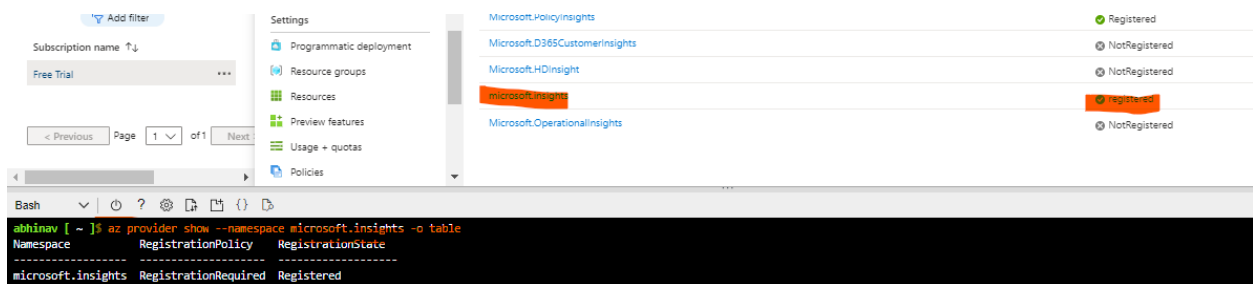 Add filter
Subscription name ↑↓
Free Trial ...
< Previous Page 1 of 1 Next
Settings
Programmatic deployment
Resource groups
Resources
Preview features
Usage + quotas
Policies
Microsoft.PolicyInsights Registered
Microsoft.D365CustomerInsights NotRegistered
Microsoft.HDInsight NotRegistered
microsoft.insights registered
Microsoft.OperationalInsights NotRegistered
Bash ? {}
abhinav [ ~ ]$ az provider show --namespace microsoft.insights -o table
Namespace RegistrationPolicy RegistrationState
------------------ -------------------- -------------------
microsoft.insights RegistrationRequired Registered